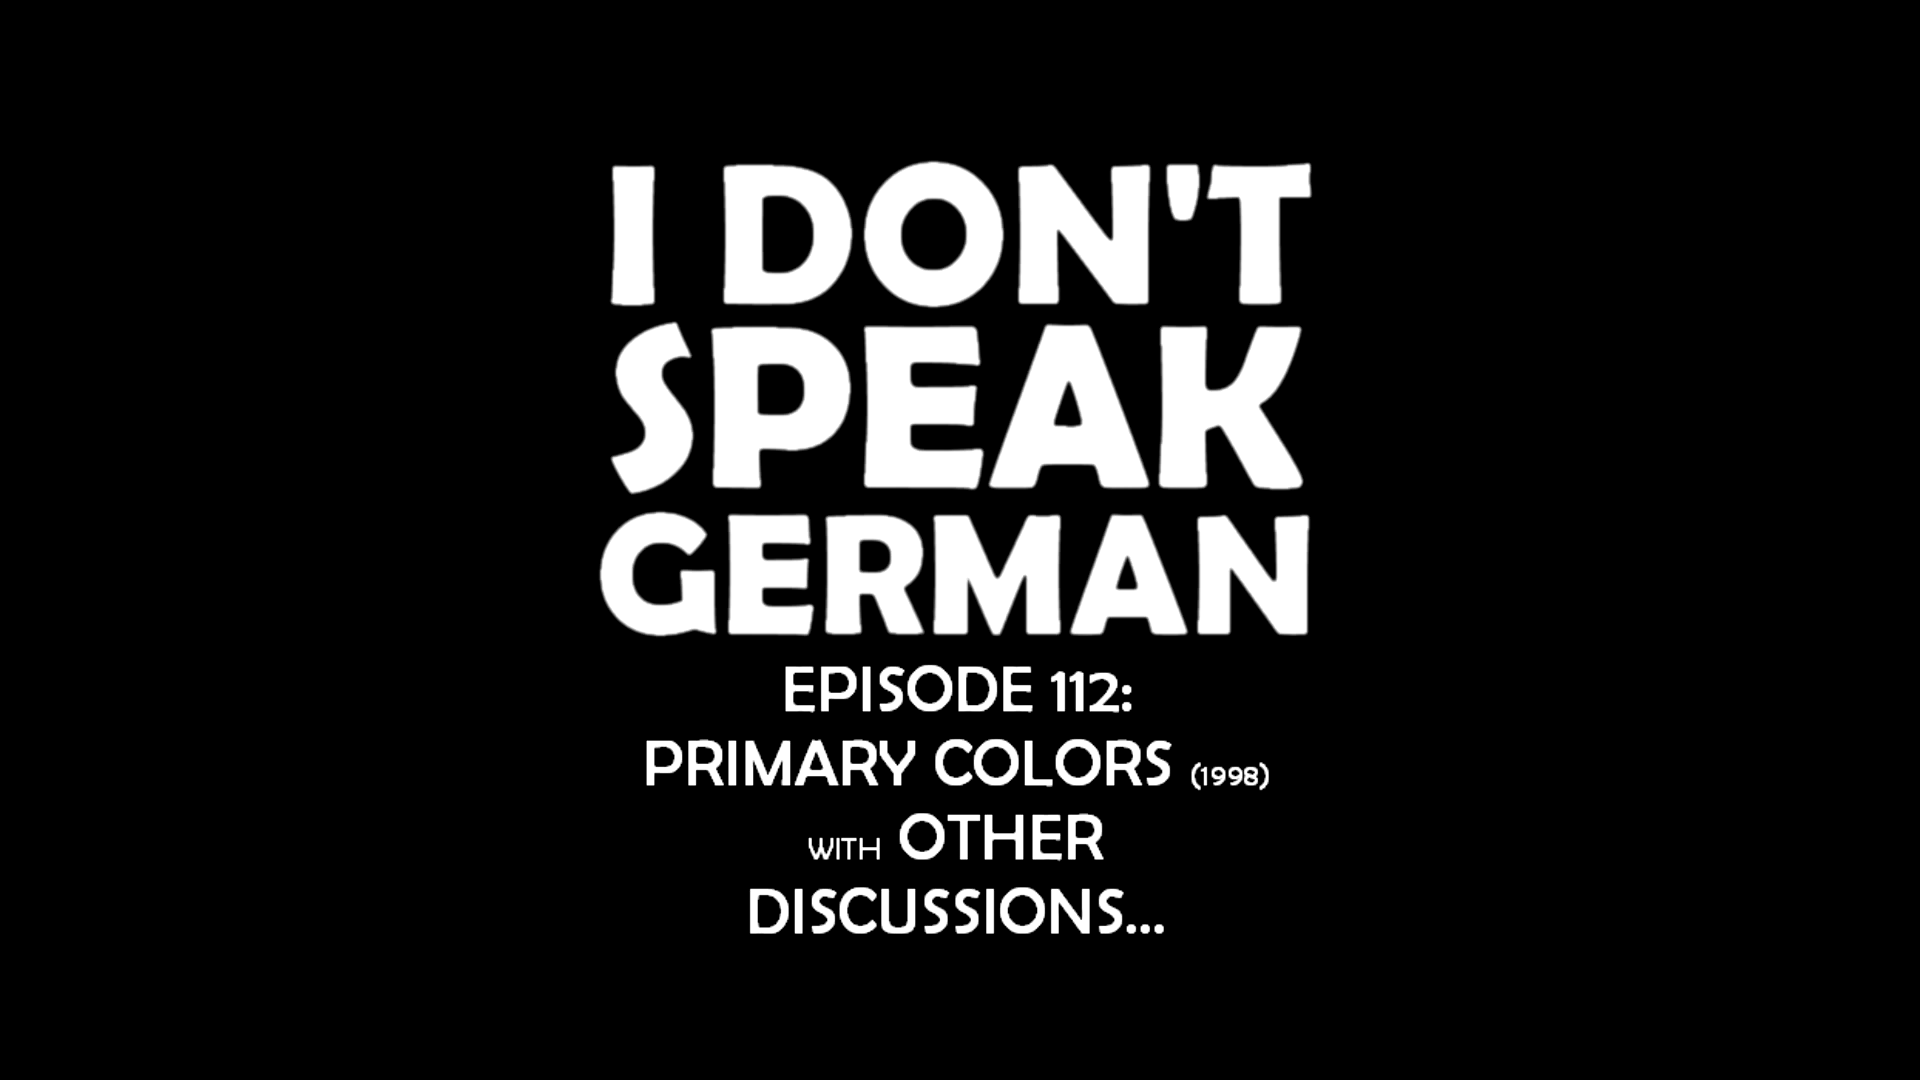 I DON'T
SPEAK
GERMAN
EPISODE 112:
PRIMARY COLORS (1998)
WITH OTHER
DISCUSSIONS...